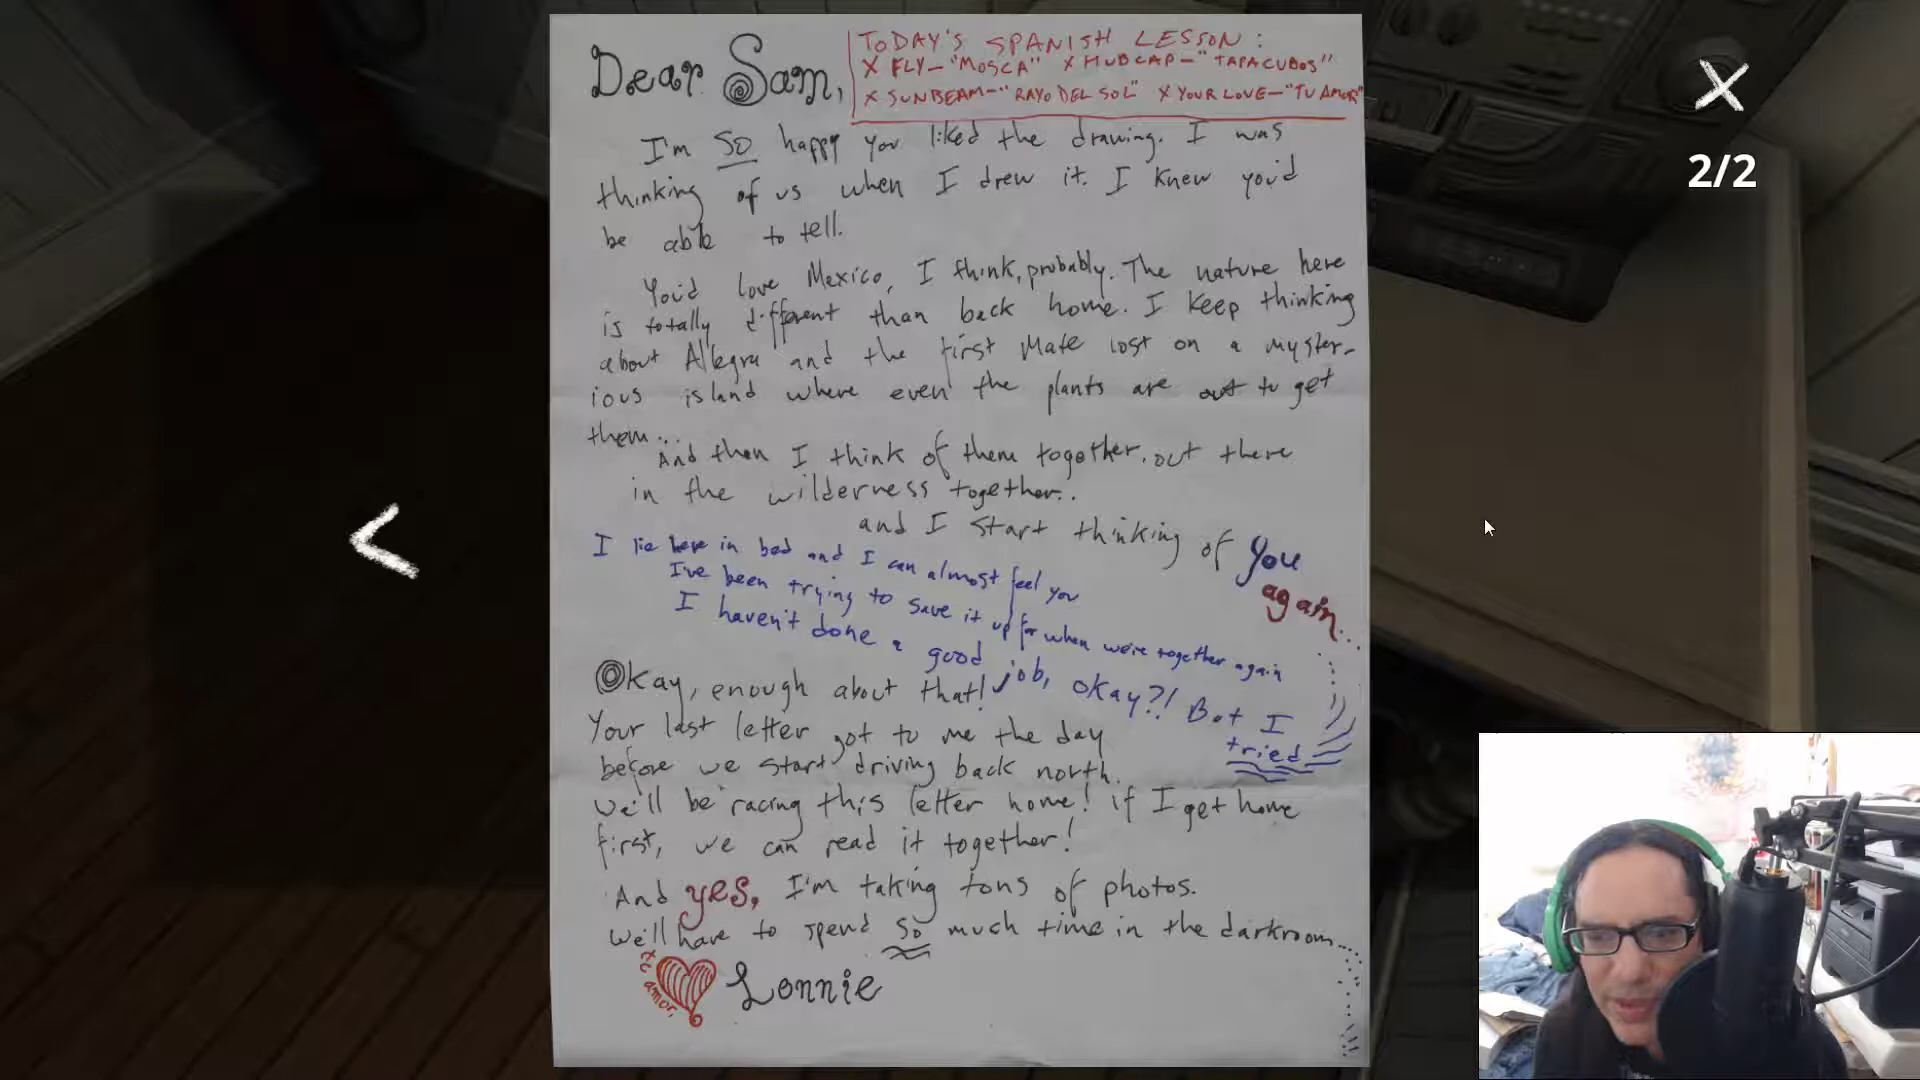 Dear Sam,
TODAY'S SPANISH LESSON:
X FLY-"MOSCA" X HUBCAP-"TAPACUBOS"
X SUNBEAM-"RAYO DEL SOL" X YOUR LOVE-"TU AMOR"
I'm SO happy you liked the drawing. I was
thinking of us when I drew it. I knew you'd
be able to tell.
You'd love Mexico, I think, probably. The nature here
is totally different than back home. I keep thinking
about Allegra and the First Mate lost on a myster-
ious island where even the plants are out to get
them...
And then I think of them together, out there
in the wilderness together..
and I start thinking of you
again...
I lie here in bed and I can almost feel you
I've been trying to save it up for when we're together again
I haven't done a good job, okay?! But I
tried
Okay, enough about that!
Your last letter got to me the day
before we start driving back north.
We'll be racing this letter home! if I get home
first, we can read it together!
And yes, I'm taking tons of photos.
We'll have to spend so much time in the darkroom...
tu amor,
Lonnie
X
2/2
<